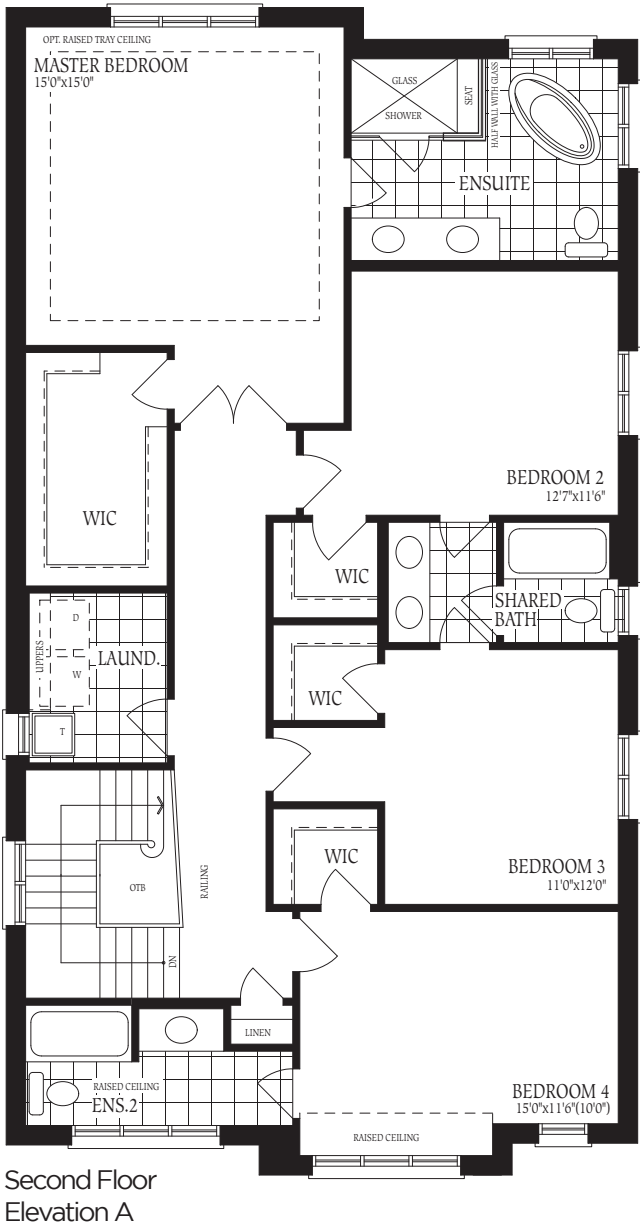 OPT. RAISED TRAY CEILING
MASTER BEDROOM
15'0"x15'0"
GLASS
SHOWER
SEAT
HALF WALL WITH GLASS
ENSUITE
BEDROOM 2
12'7"x11'6"
WIC
WIC
SHARED
BATH
UPPERS
D
W
T
LAUND.
WIC
WIC
BEDROOM 3
11'0"x12'0"
OTB
RAILING
DN
LINEN
RAISED CEILING
ENS.2
BEDROOM 4
15'0"x11'6"(10'0")
RAISED CEILING
Second Floor
Elevation A